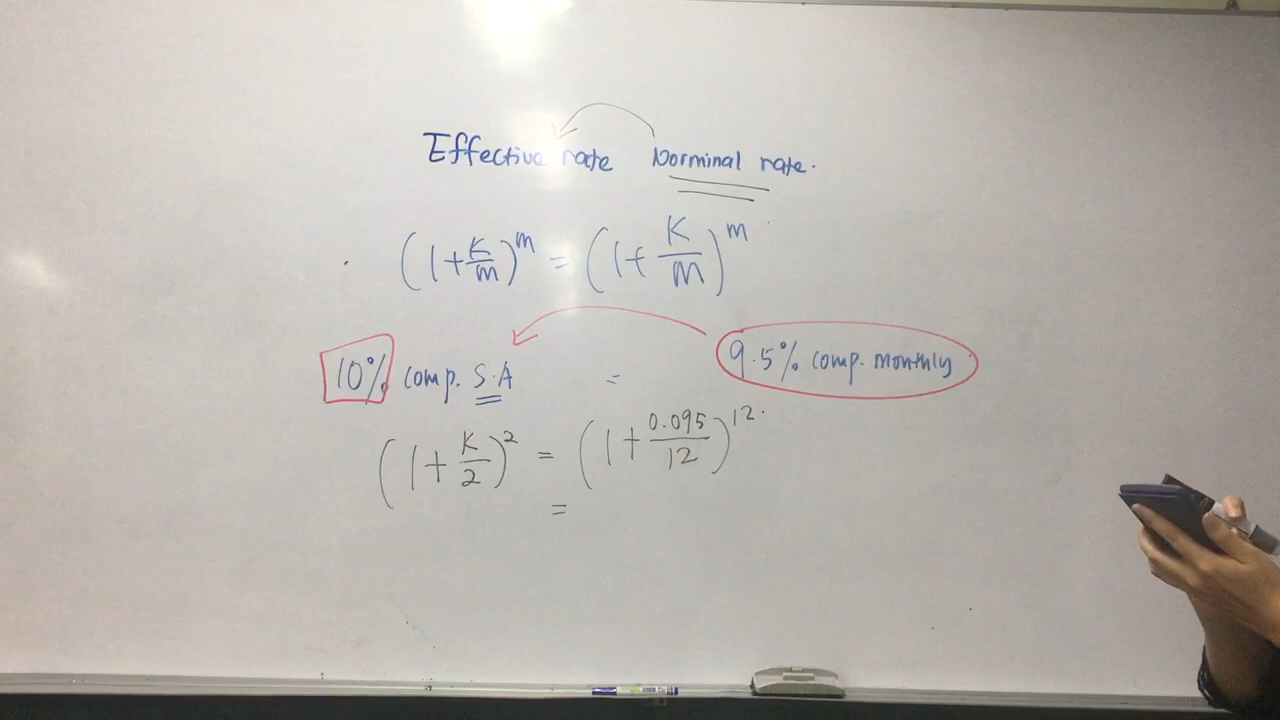 Effective rate Norminal rate.
(1+K/m)^m = (1+K/m)^m
10% comp. S.A = 9.5% comp. monthly
(1+K/2)^2 = (1+0.095/12)^12.
=